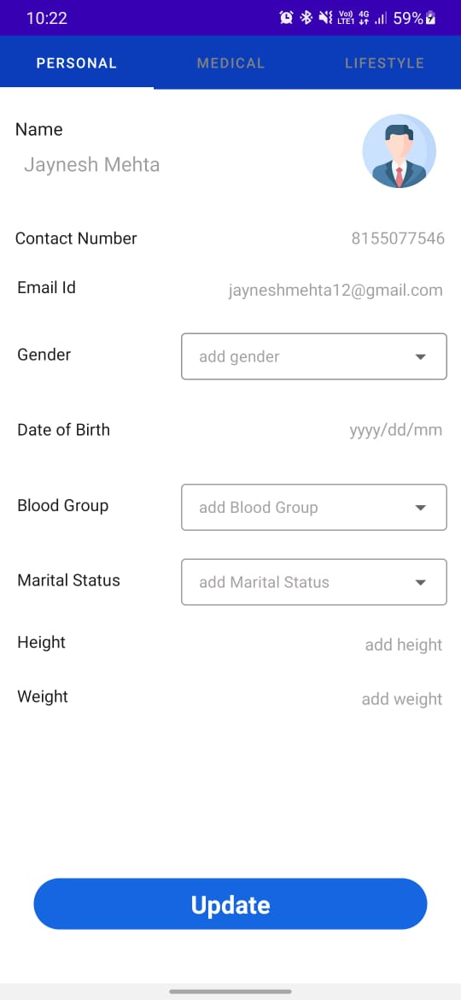 10:22 Vo) LTE1 4G 59%
PERSONAL MEDICAL LIFESTYLE
Name
Jaynesh Mehta
Contact Number 8155077546
Email Id jayneshmehta12@gmail.com
Gender add gender
Date of Birth yyyy/dd/mm
Blood Group add Blood Group
Marital Status add Marital Status
Height add height
Weight add weight
Update